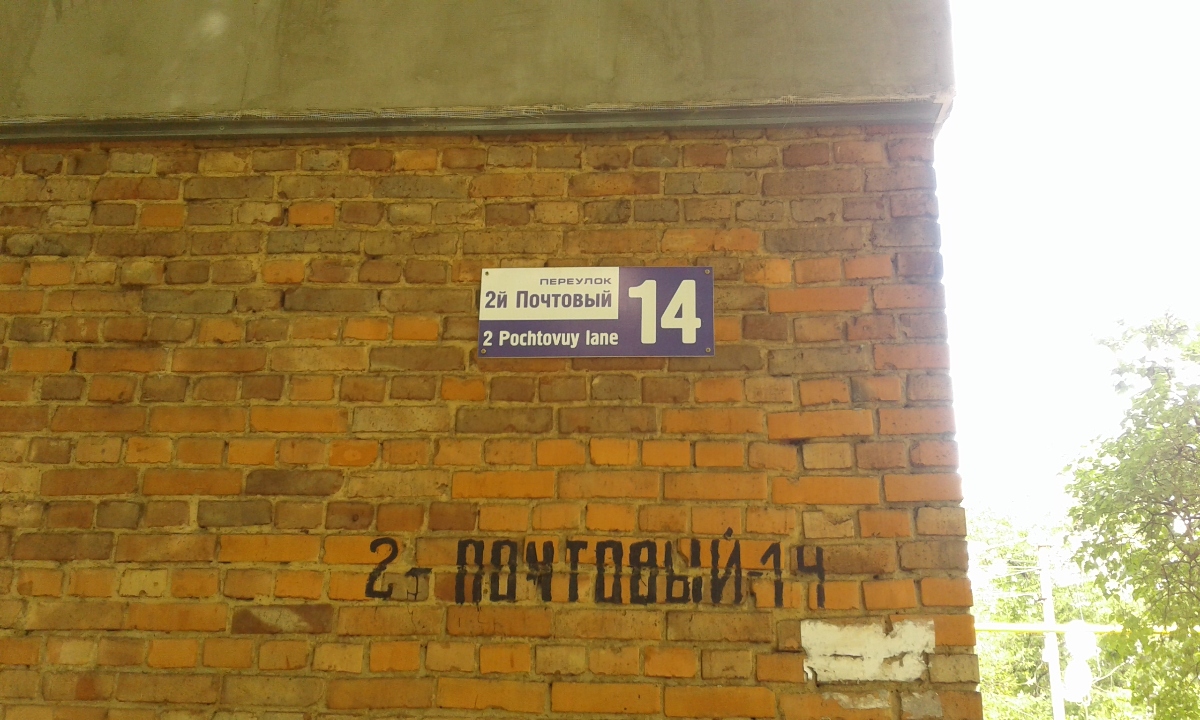 ПЕРЕУЛОК
2й Почтовый
14
2 Pochtovuy lane
2-ПОЧТОВЫЙ-14